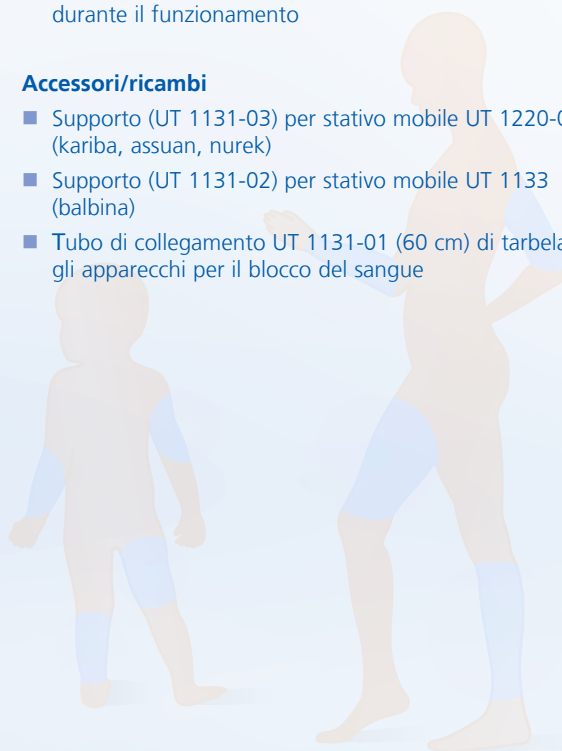 durante il funzionamento
Accessori/ricambi
■ Supporto (UT 1131-03) per stativo mobile UT 1220-0
(kariba, assuan, nurek)
■ Supporto (UT 1131-02) per stativo mobile UT 1133
(balbina)
■ Tubo di collegamento UT 1131-01 (60 cm) di tarbela
gli apparecchi per il blocco del sangue